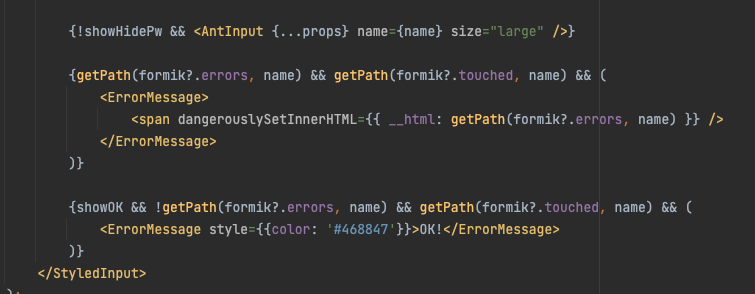 {!showHidePw && <AntInput {...props} name={name} size="large" />}
{getPath(formik?.errors, name) && getPath(formik?.touched, name) && (
<ErrorMessage>
<span dangerouslySetInnerHTML={{ __html: getPath(formik?.errors, name) }} />
</ErrorMessage>
)}
{showOK && !getPath(formik?.errors, name) && getPath(formik?.touched, name) && (
<ErrorMessage style={{color: '#468847'}}>OK!</ErrorMessage>
)}
</StyledInput>